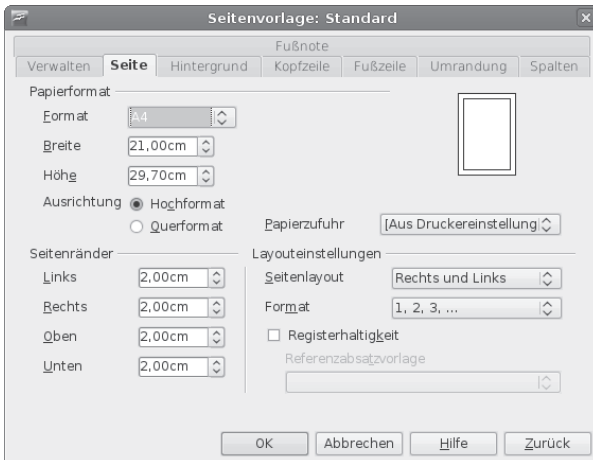 Seitenvorlage: Standard
Fußnote
Verwalten Seite Hintergrund Kopfzeile Fußzeile Umrandung Spalten
Papierformat
Format A4
Breite 21,00cm
Höhe 29,70cm
Ausrichtung Hochformat
Querformat
Papierzufuhr [Aus Druckereinstellung
Seitenränder
Links 2,00cm
Rechts 2,00cm
Oben 2,00cm
Unten 2,00cm
Layouteinstellungen
Seitenlayout Rechts und Links
Format 1, 2, 3, ...
Registerhaltigkeit
Referenzabsatzvorlage
OK Abbrechen Hilfe Zurück